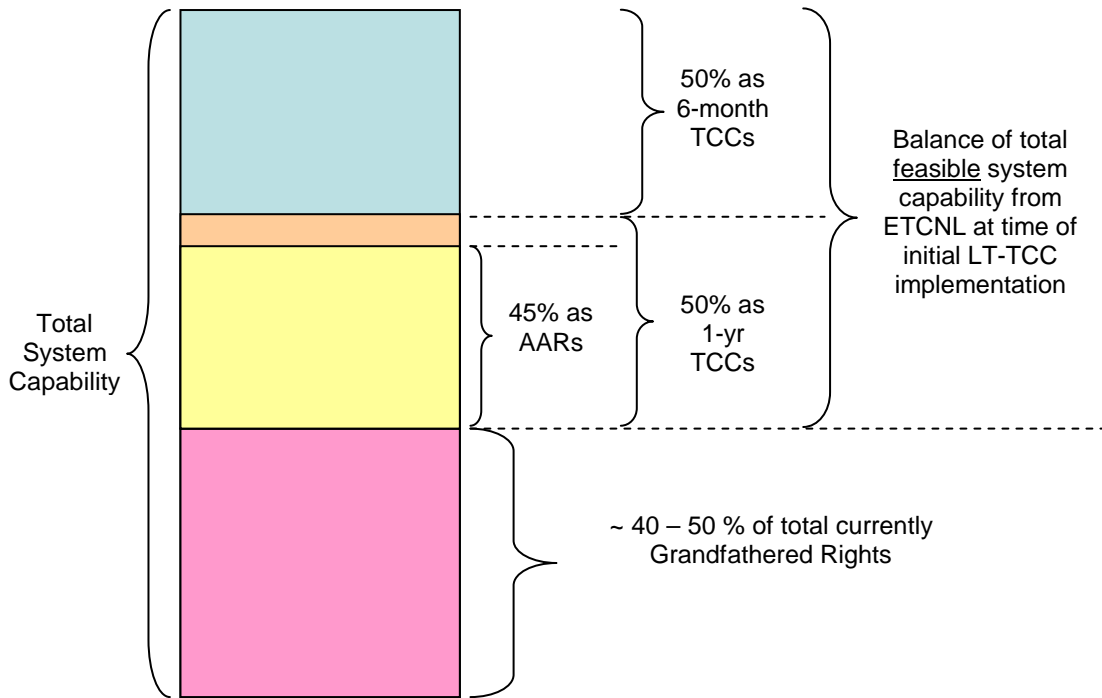 50% as
6-month
TCCs
Balance of total
feasible system
capability from
ETCNL at time of
initial LT-TCC
implementation
Total
System
Capability
45% as
AARs
50% as
1-yr
TCCs
~ 40 – 50 % of total currently
Grandfathered Rights